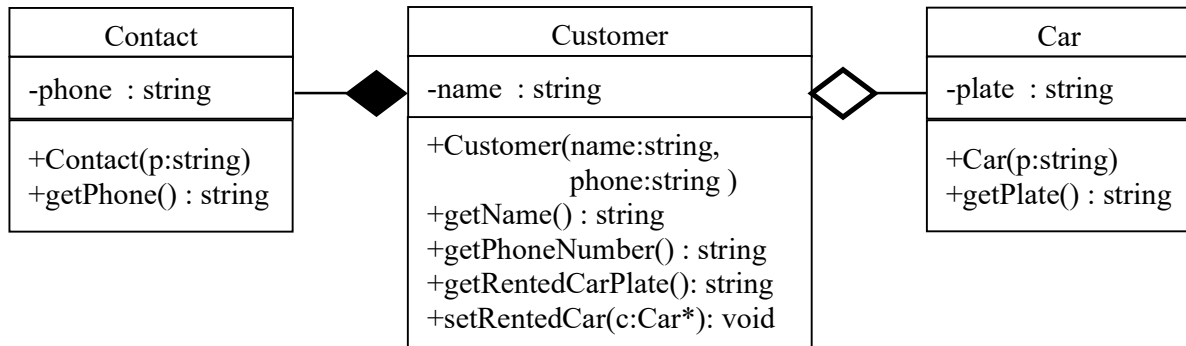 Contact
-phone : string
+Contact(p:string)
+getPhone() : string
Customer
-name : string
+Customer(name:string,
phone:string )
+getName() : string
+getPhoneNumber() : string
+getRentedCarPlate(): string
+setRentedCar(c:Car*): void
Car
-plate : string
+Car(p:string)
+getPlate() : string